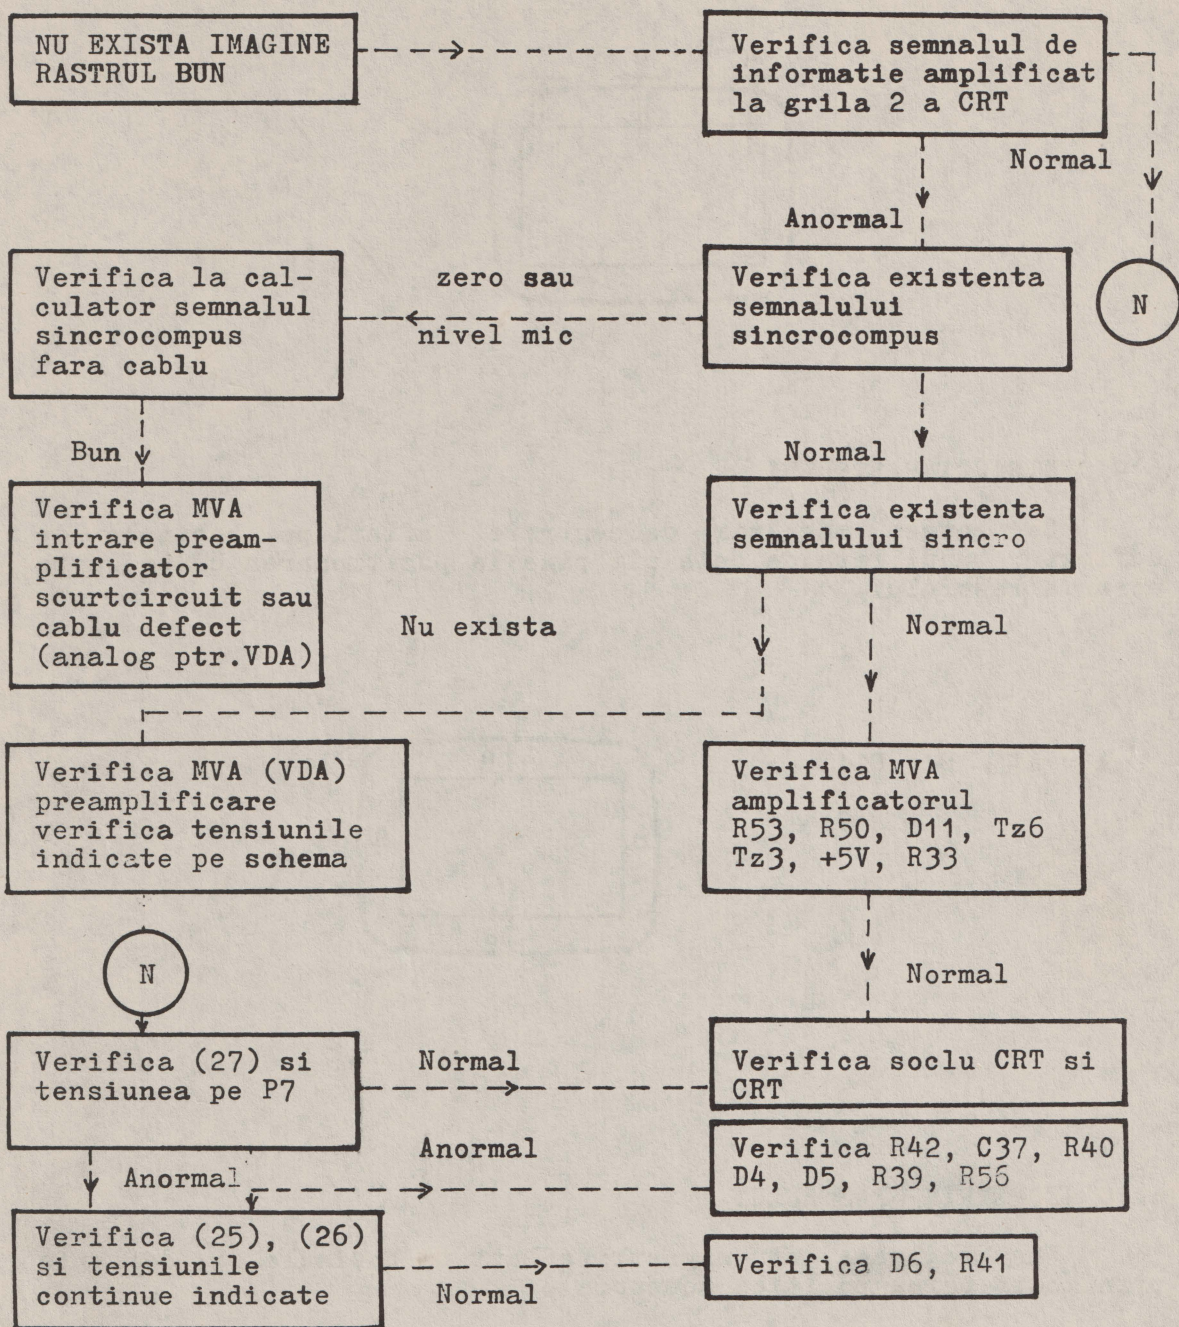 NU EXISTA IMAGINE
RASTRUL BUN
Verifica semnalul de
informatie amplificat
la grila 2 a CRT
Normal
Anormal
N
Verifica la cal-
culator semnalul
sincrocompus
fara cablu
zero sau
nivel mic
Verifica existenta
semnalului
sincrocompus
Bun
Normal
Verifica MVA
intrare pream-
plificator
scurtcircuit sau
cablu defect
(analog ptr.VDA)
Verifica existenta
semnalului sincro
Nu exista
Normal
Verifica MVA (VDA)
preamplificare
verifica tensiunile
indicate pe schema
Verifica MVA
amplificatorul
R53, R50, D11, Tz6
Tz3, +5V, R33
N
Normal
Verifica (27) si
tensiunea pe P7
Normal
Verifica soclu CRT si
CRT
Anormal
Anormal
Verifica R42, C37, R40
D4, D5, R39, R56
Verifica (25), (26)
si tensiunile
continue indicate
Normal
Verifica D6, R41